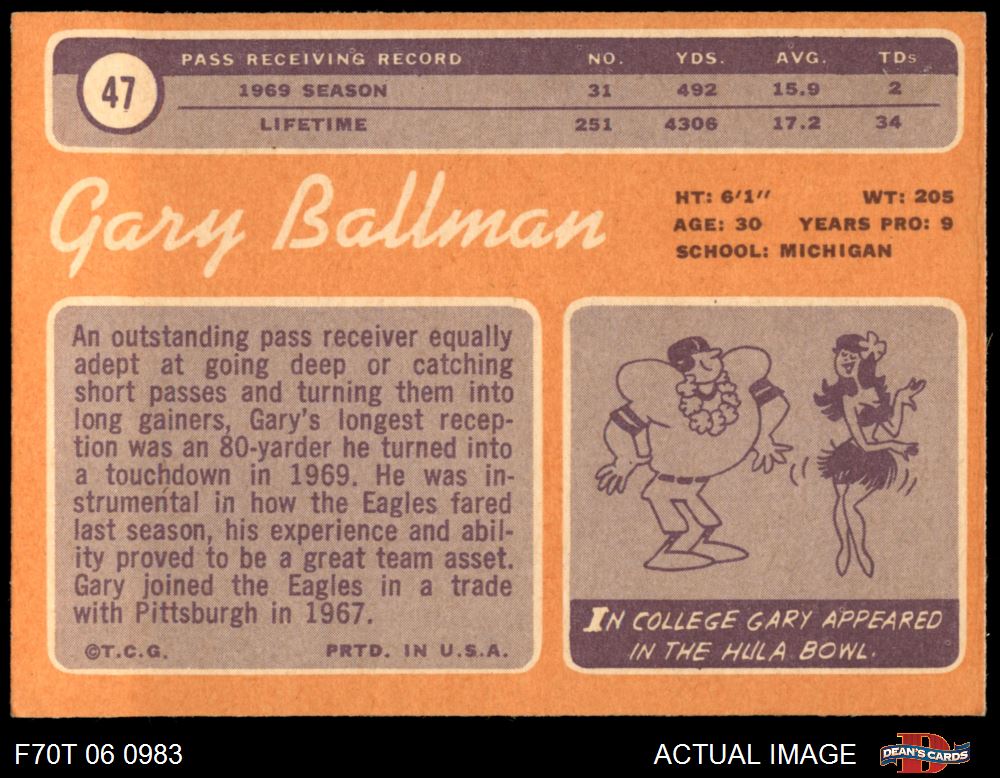 47
PASS RECEIVING RECORD NO. YDS. AVG. TDs
1969 SEASON 31 492 15.9 2
LIFETIME 251 4306 17.2 34
Gary Ballman
HT: 6'1" WT: 205
AGE: 30 YEARS PRO: 9
SCHOOL: MICHIGAN
An outstanding pass receiver equally
adept at going deep or catching
short passes and turning them into
long gainers, Gary's longest recep-
tion was an 80-yarder he turned into
a touchdown in 1969. He was in-
strumental in how the Eagles fared
last season, his experience and abil-
ity proved to be a great team asset.
Gary joined the Eagles in a trade
with Pittsburgh in 1967.
©T.C.G. PRTD. IN U.S.A.
IN COLLEGE GARY APPEARED
IN THE HULA BOWL.
F70T 06 0983
ACTUAL IMAGE
D
DEAN'S CARDS